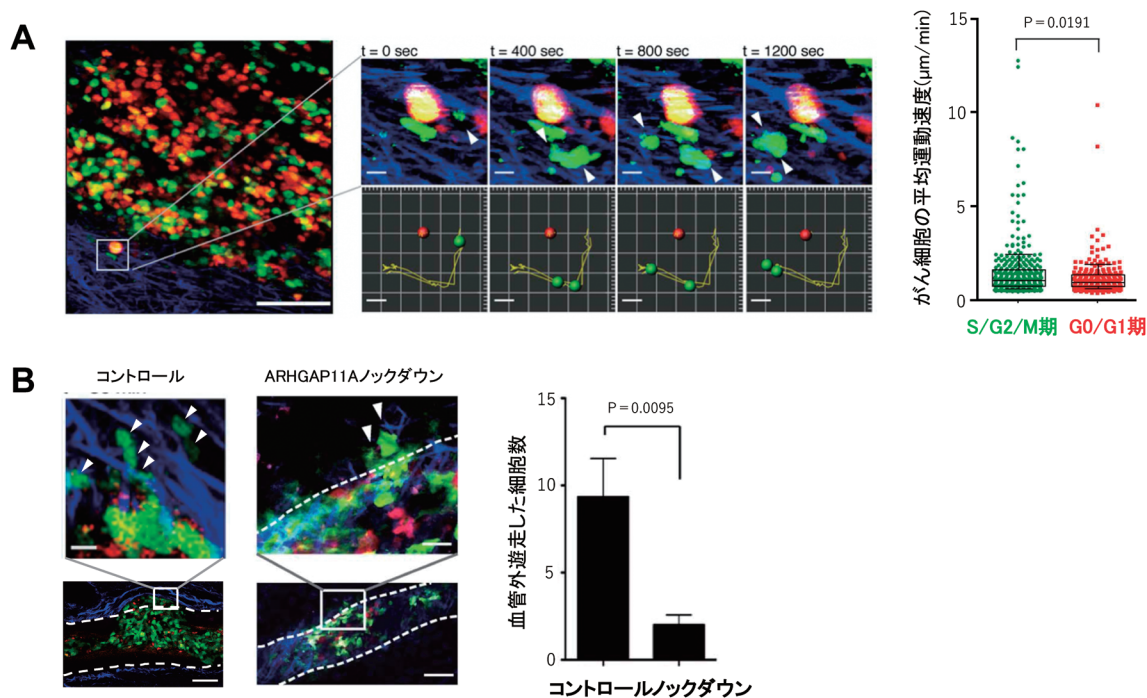 A
t = 0 sec
t = 400 sec
t = 800 sec
t = 1200 sec
がん細胞の平均運動速度(μm/min)
15
10
5
0
P=0.0191
S/G2/M期
G0/G1期
B
コントロール
ARHGAP11Aノックダウン
血管外遊走した細胞数
15
10
5
0
P=0.0095
コントロール
ノックダウン